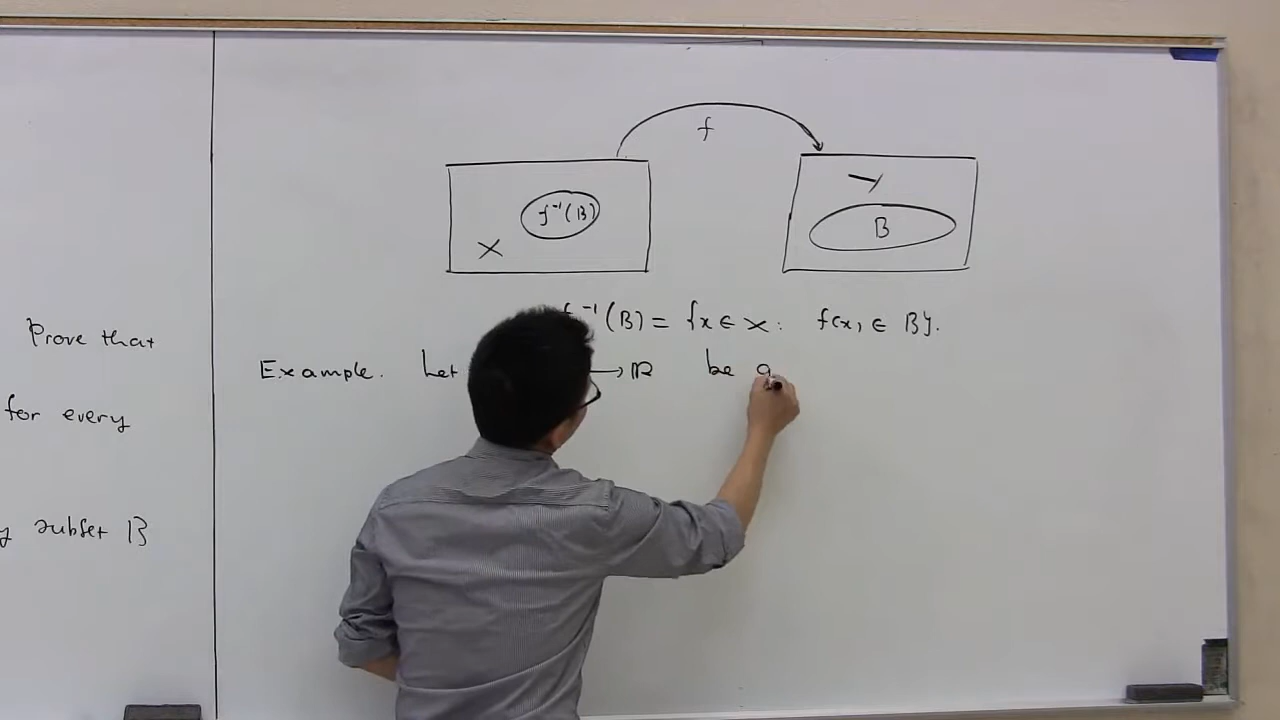 Prove that
for every
subset B
f
f⁻¹(B)
X
Y
B
f⁻¹(B) = {x ∈ X : f(x) ∈ B}.
Example. Let → ℝ be a